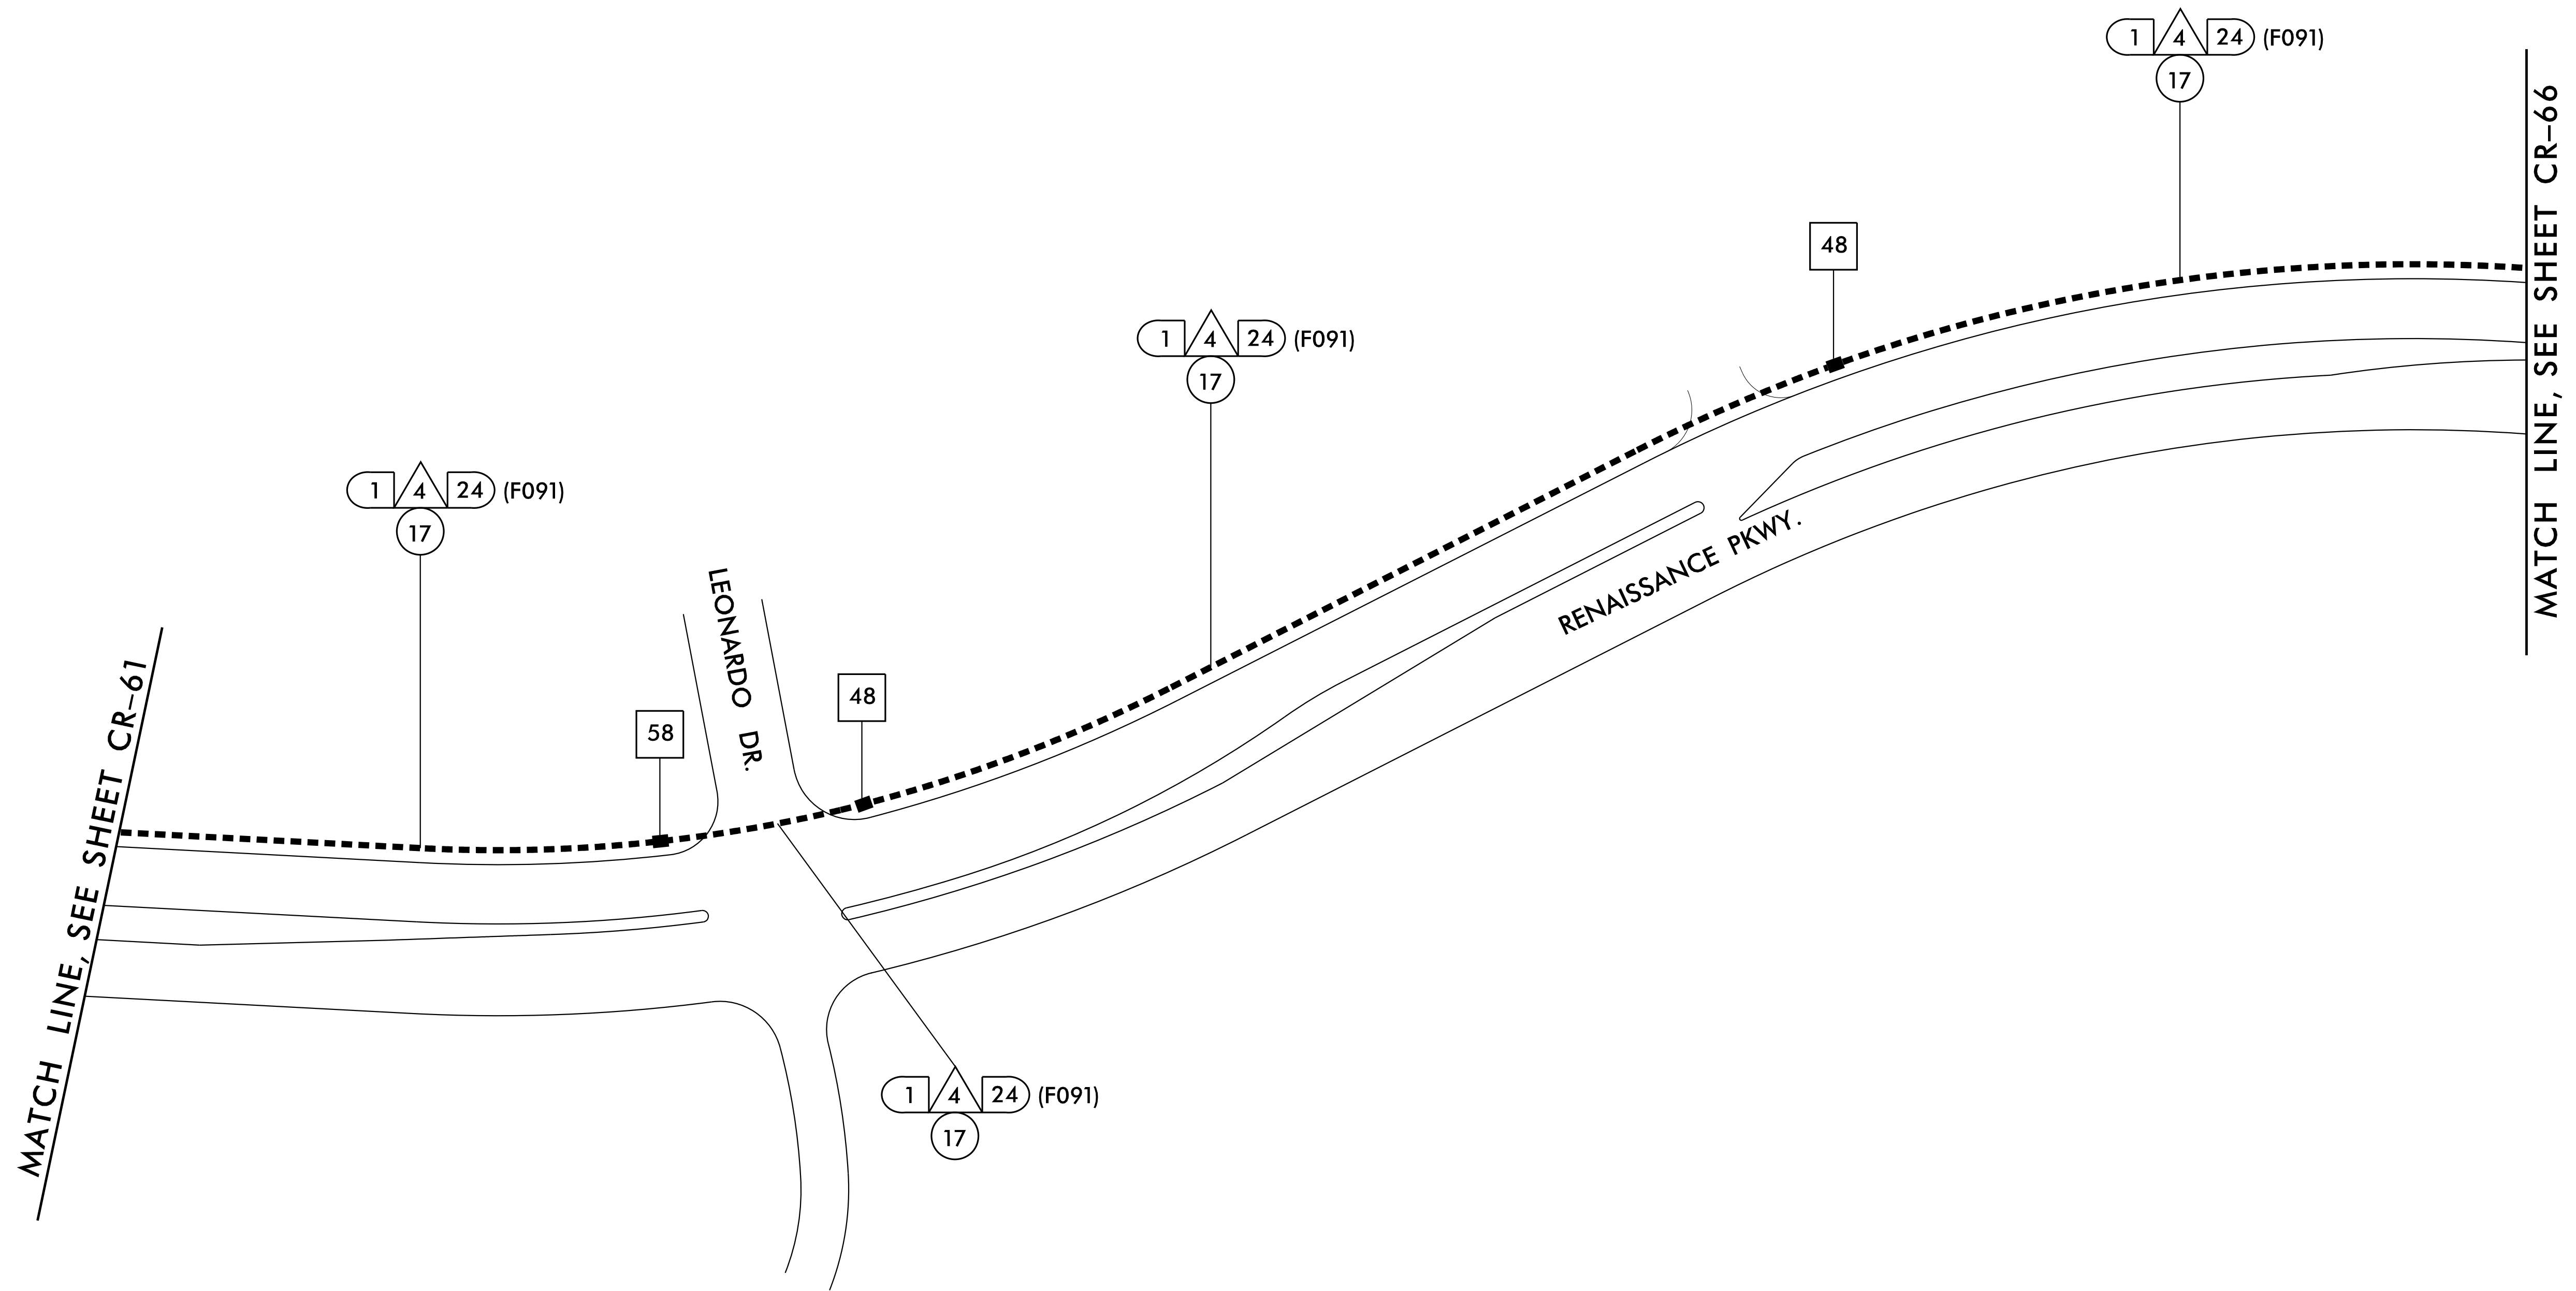 1 4 24 (F091)
17
MATCH LINE, SEE SHEET CR-66
48
1 4 24 (F091)
17
1 4 24 (F091)
17
LEONARDO DR.
RENAISSANCE PKWY.
48
58
MATCH LINE, SEE SHEET CR-61
1 4 24 (F091)
17